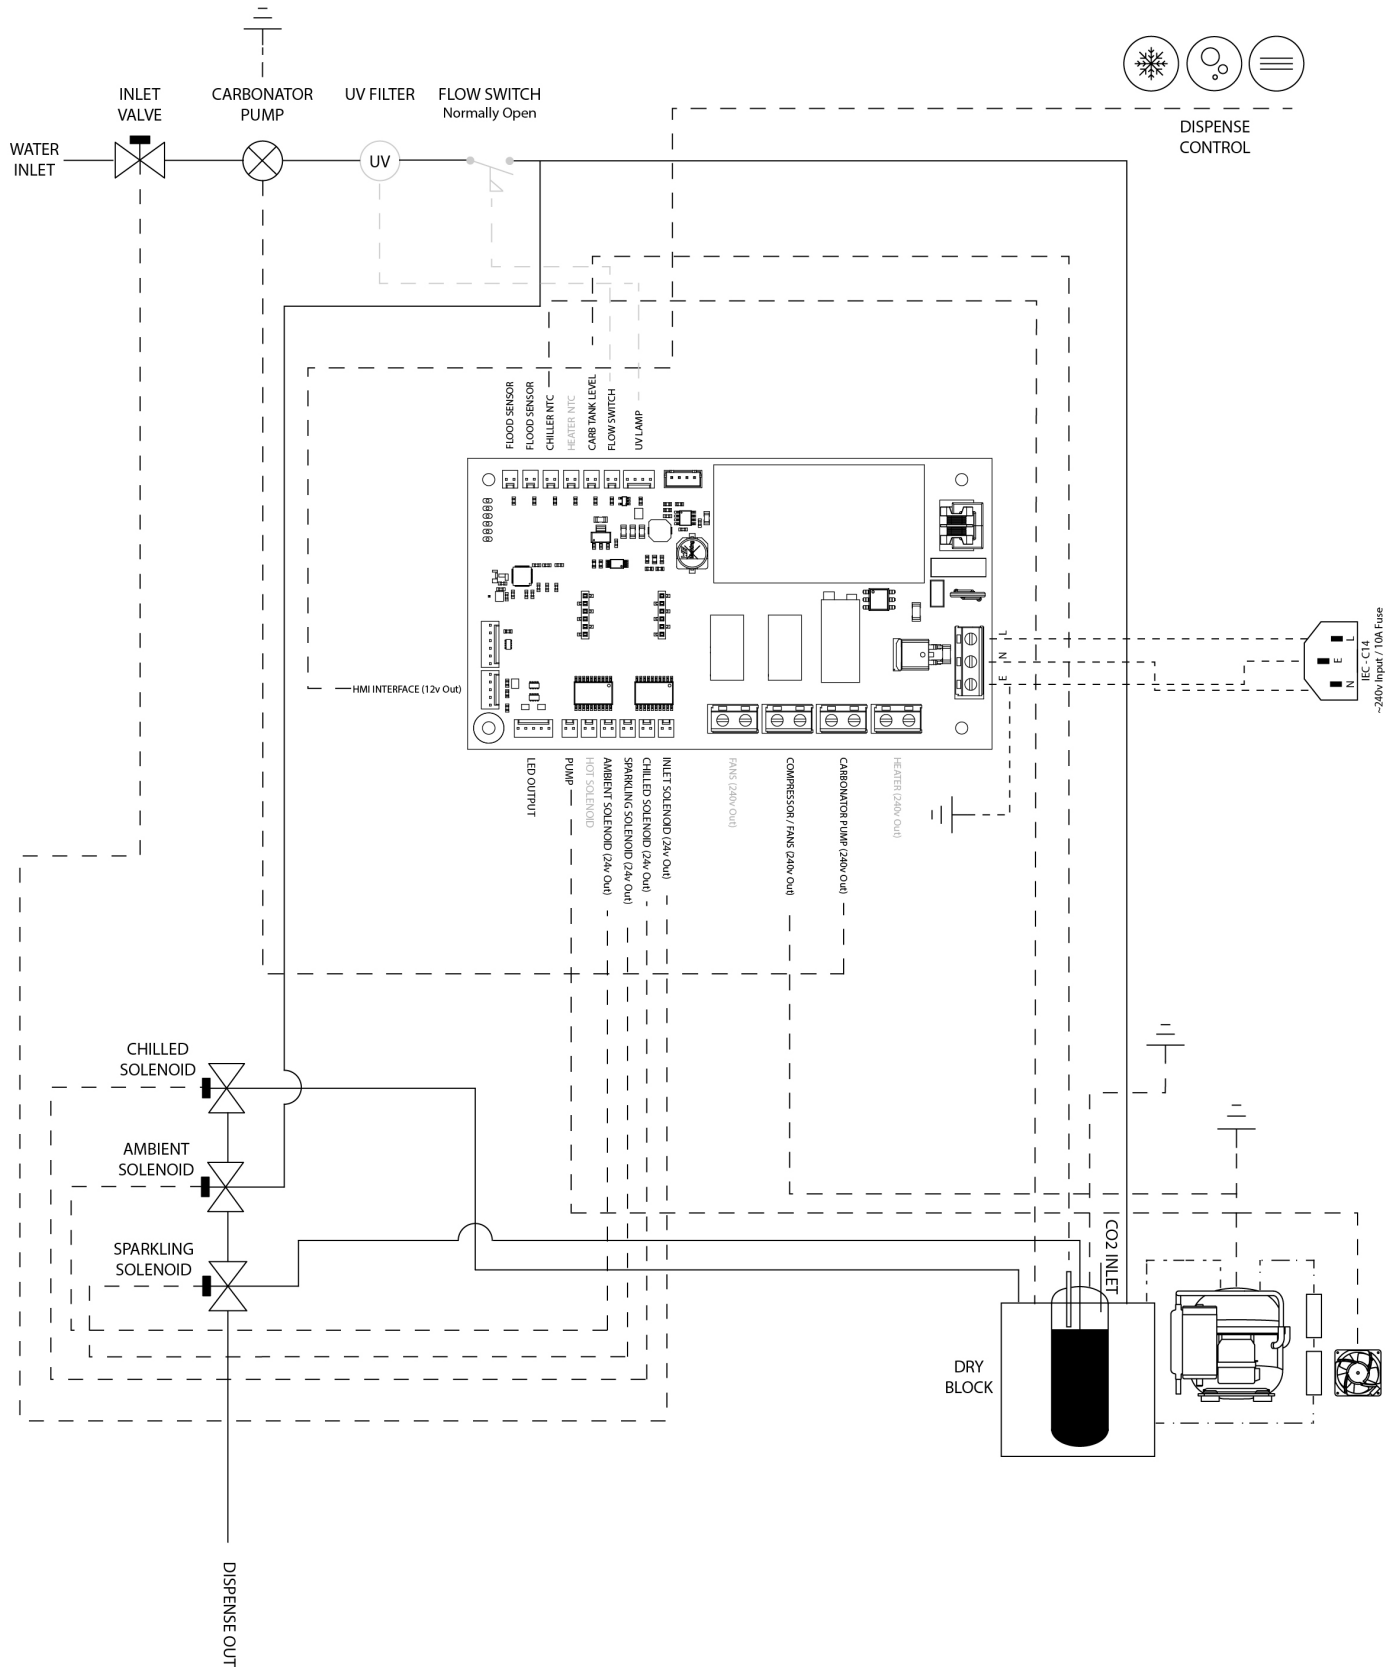 INLET
VALVE
CARBONATOR
PUMP
UV FILTER
FLOW SWITCH
Normally Open
DISPENSE
CONTROL
WATER
INLET
UV
FLOOD SENSOR
FLOOD SENSOR
CHILLER NTC
HEATER NTC
CARB TANK LEVEL
FLOW SWITCH
UV LAMP
L
N
E
L
E
N
IEC - C14
~240v Input / 10A Fuse
HMI INTERFACE (12v Out)
LED OUTPUT
PUMP
HOT SOLENOID
AMBIENT SOLENOID (24v Out)
SPARKLING SOLENOID (24v Out)
CHILLED SOLENOID (24v Out)
INLET SOLENOID (24v Out)
FANS (240v Out)
COMPRESSOR / FANS (240v Out)
CARBONATOR PUMP (240v Out)
HEATER (240v Out)
CHILLED
SOLENOID
AMBIENT
SOLENOID
SPARKLING
SOLENOID
CO2 INLET
DRY
BLOCK
DISPENSE OUT